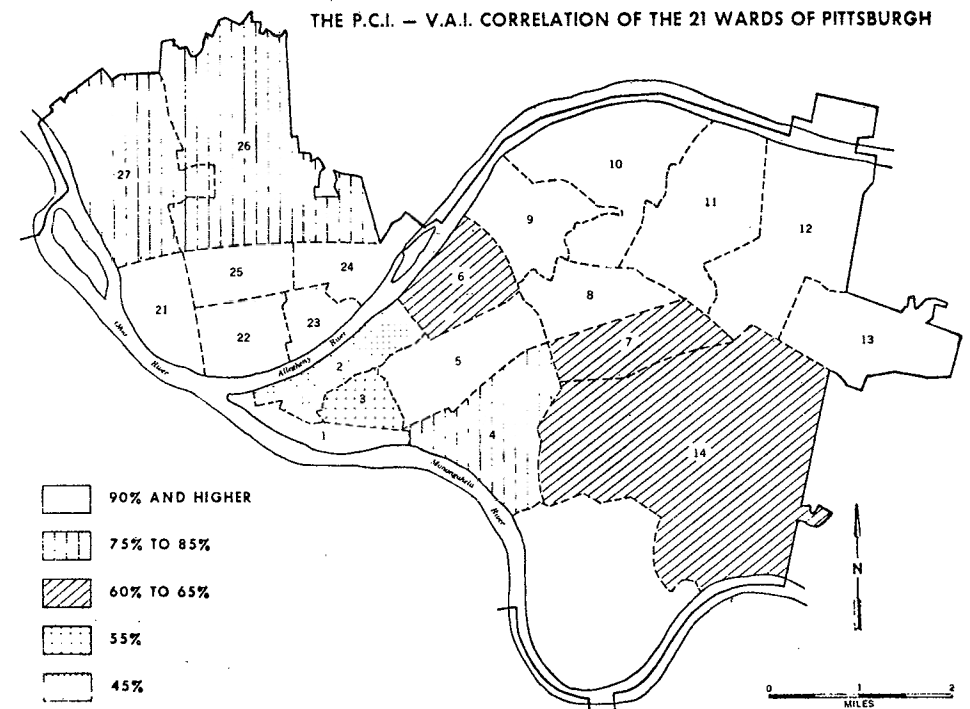 THE P.C.I. — V.A.I. CORRELATION OF THE 21 WARDS OF PITTSBURGH
26
27
10
11
9
12
25
24
6
8
21
23
22
13
7
2
5
3
14
4
1
Ohio River
Allegheny River
Monongahela River
90% AND HIGHER
75% TO 85%
60% TO 65%
55%
45%
N
0 1 2
MILES